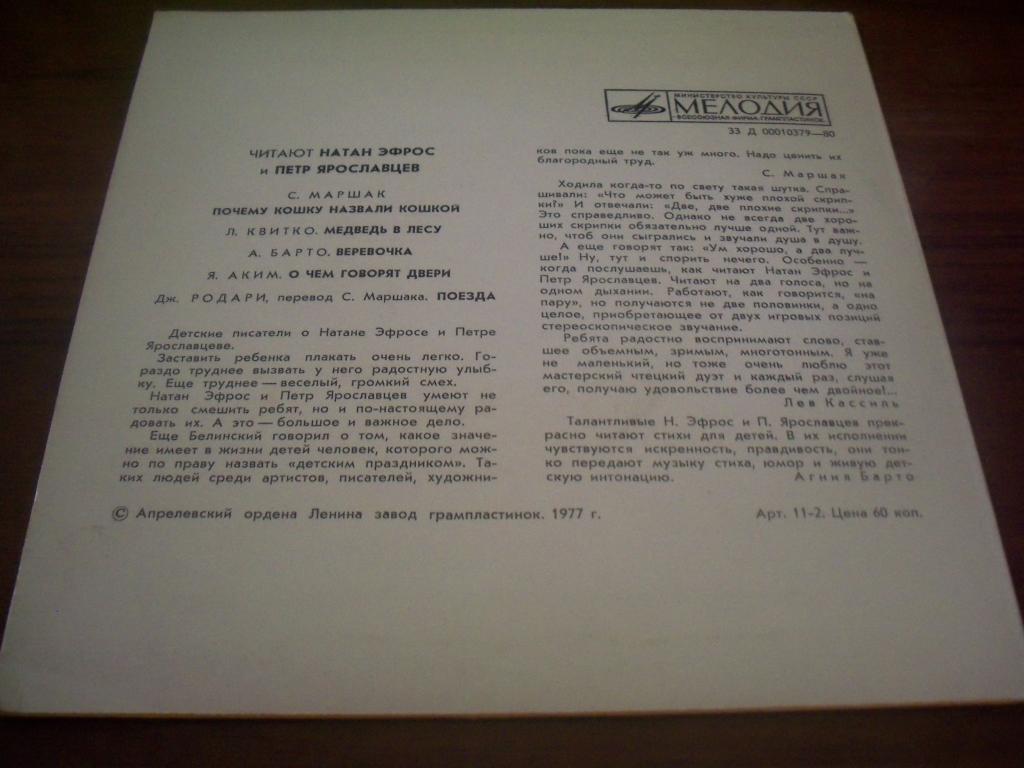 МИНИСТЕРСТВО КУЛЬТУРЫ СССР
МЕЛОДИЯ
ВСЕСОЮЗНАЯ ФИРМА ГРАМПЛАСТИНОК
33 Д 00010379—80
ЧИТАЮТ НАТАН ЭФРОС
и ПЕТР ЯРОСЛАВЦЕВ
С. МАРШАК
ПОЧЕМУ КОШКУ НАЗВАЛИ КОШКОЙ
Л. КВИТКО. МЕДВЕДЬ В ЛЕСУ
А. БАРТО. ВЕРЕВОЧКА
Я. АКИМ. О ЧЕМ ГОВОРЯТ ДВЕРИ
Дж. РОДАРИ, перевод С. Маршака. ПОЕЗДА
Детские писатели о Натане Эфросе и Петре
Ярославцеве.
Заставить ребенка плакать очень легко. Го-
раздо труднее вызвать у него радостную улыб-
ку. Еще труднее — веселый, громкий смех.
Натан Эфрос и Петр Ярославцев умеют не
только смешить ребят, но и по-настоящему ра-
довать их. А это — большое и важное дело.
Еще Белинский говорил о том, какое значе-
ние имеет в жизни детей человек, которого мож-
но по праву назвать «детским праздником». Та-
ких людей среди артистов, писателей, художни-
ков пока еще не так уж много. Надо ценить их
благородный труд.
С. Маршак
Ходила когда-то по свету такая шутка. Спра-
шивали: «Что может быть хуже плохой скрип-
ки?» И отвечали: «Две, две плохие скрипки...»
Это справедливо. Однако не всегда две хоро-
ших скрипки обязательно лучше одной. Тут важ-
но, чтоб они сыгрались и звучали душа в душу.
А еще говорят так: «Ум хорошо, а два луч-
ше!» Ну, тут и спорить нечего. Особенно —
когда послушаешь, как читают Натан Эфрос и
Петр Ярославцев. Читают на два голоса, но на
одном дыхании. Работают, как говорится, «на
пару», но получаются не две половинки, а одно
целое, приобретающее от двух игровых позиций
стереоскопическое звучание.
Ребята радостно воспринимают слово, став-
шее объемным, зримым, многотонным. Я уже
не маленький, но тоже очень люблю этот
мастерский чтецкий дуэт и каждый раз, слушая
его, получаю удовольствие более чем двойное!...
Лев Кассиль
Талантливые Н. Эфрос и П. Ярославцев прек-
расно читают стихи для детей. В их исполнении
чувствуются искренность, правдивость, они тон-
ко передают музыку стиха, юмор и живую дет-
скую интонацию. Агния Барто
© Апрелевский ордена Ленина завод грампластинок. 1977 г.
Арт. 11-2. Цена 60 коп.